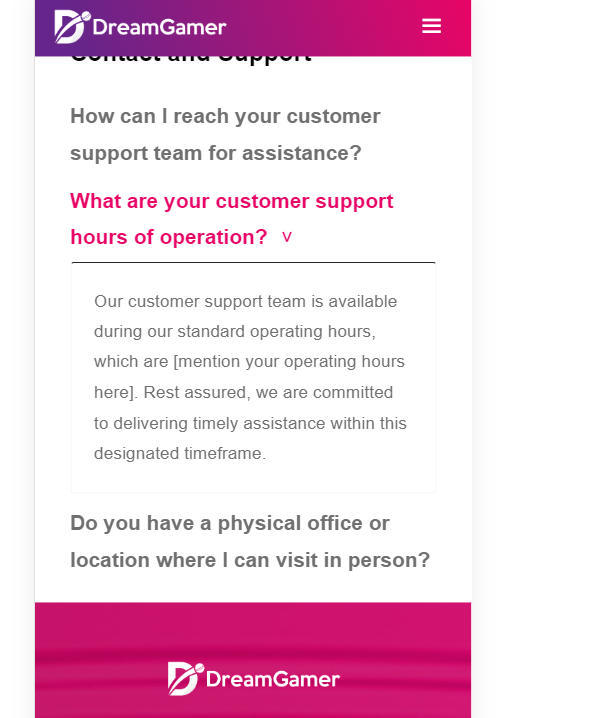 DreamGamer
Contact and Support
How can I reach your customer
support team for assistance?
What are your customer support
hours of operation? v
Our customer support team is available
during our standard operating hours,
which are [mention your operating hours
here]. Rest assured, we are committed
to delivering timely assistance within this
designated timeframe.
Do you have a physical office or
location where I can visit in person?
DreamGamer